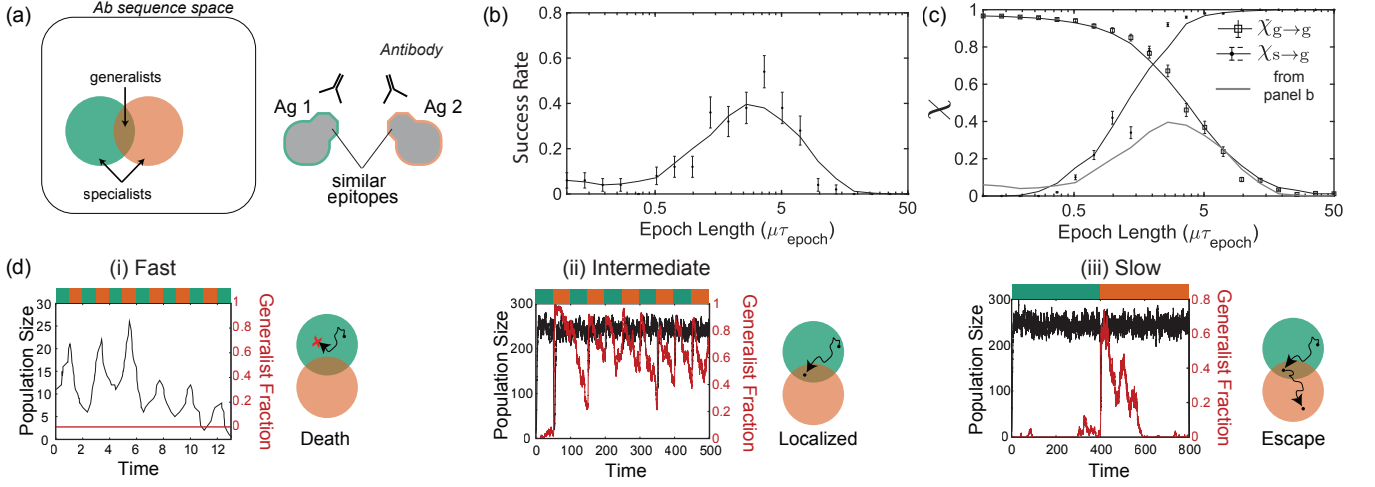 (a)
Ab sequence space
generalists
specialists
Antibody
Ag 1
Ag 2
similar
epitopes
(b)
Success Rate
0.8
0.6
0.4
0.2
0
0.5
5
50
Epoch Length (μτepoch)
(c)
χ
1
0.8
0.6
0.4
0.2
0
0.5
5
50
Epoch Length (μτepoch)
χg→g
χs→g
from
panel b
(d)
(i) Fast
Population Size
30
25
20
15
10
5
0
0 2 4 6 8 10 12
Time
1
0.8
0.6
0.4
0.2
0
Generalist Fraction
Death
(ii) Intermediate
Population Size
300
200
100
0
0 100 200 300 400 500
Time
1
0.8
0.6
0.4
0.2
0
Generalist Fraction
Localized
(iii) Slow
Population Size
300
200
100
0
0 200 400 600 800
Time
0.8
0.6
0.4
0.2
0
Generalist Fraction
Escape